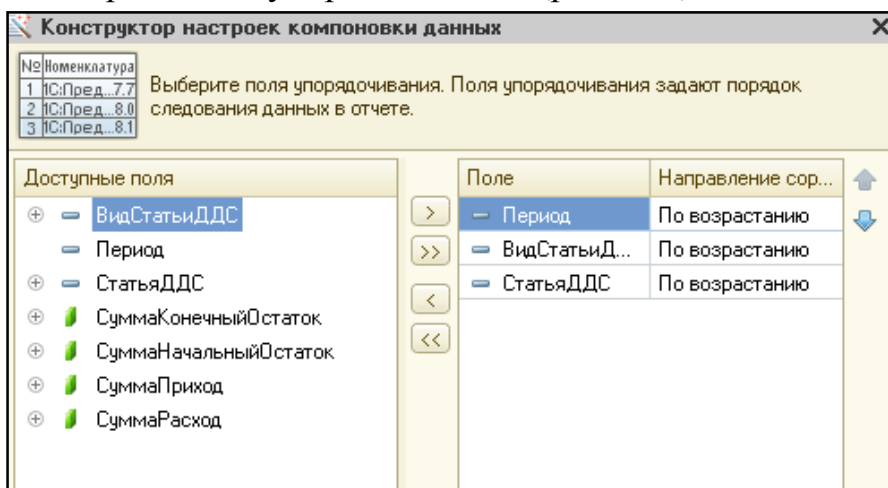 Конструктор настроек компоновки данных
№ Номенклатура
1 1С:Пред...7.7
2 1С:Пред...8.0
3 1С:Пред...8.1
Выберите поля упорядочивания. Поля упорядочивания задают порядок
следования данных в отчете.
Доступные поля
ВидСтатьиДДС
Период
СтатьяДДС
СуммаКонечныйОстаток
СуммаНачальныйОстаток
СуммаПриход
СуммаРасход
> 
>>
<
<<
Поле Направление сор...
Период По возрастанию
ВидСтатьиД... По возрастанию
СтатьяДДС По возрастанию